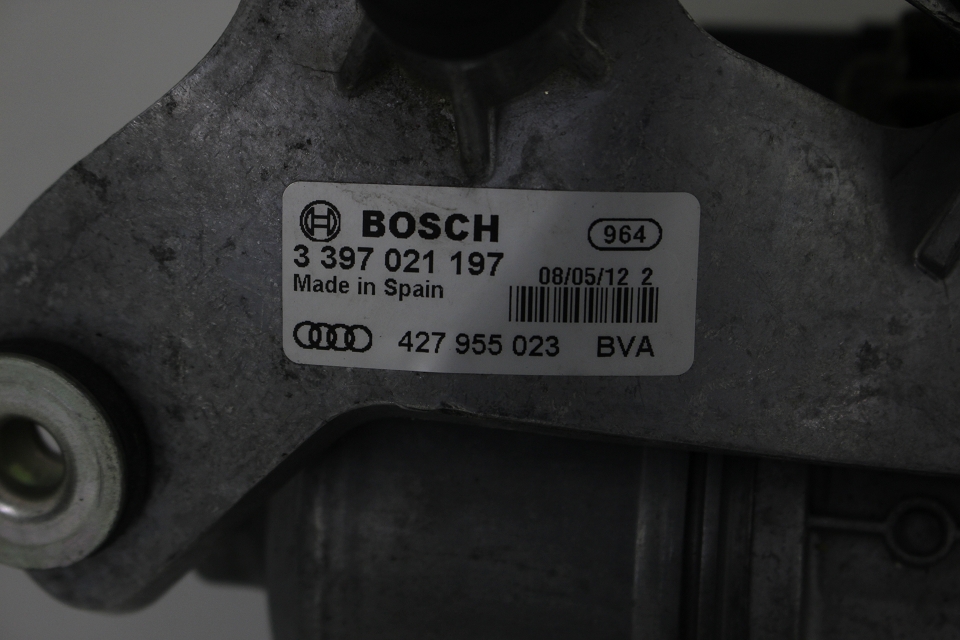 BOSCH
964
3 397 021 197
08/05/12 2
Made in Spain
427 955 023 BVA